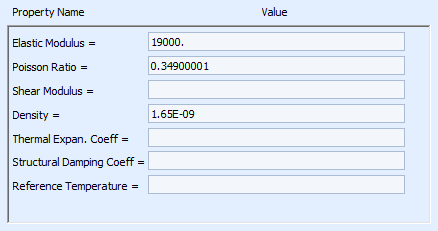 Property Name Value
Elastic Modulus = 19000.
Poisson Ratio = 0.34900001
Shear Modulus =
Density = 1.65E-09
Thermal Expan. Coeff =
Structural Damping Coeff =
Reference Temperature =